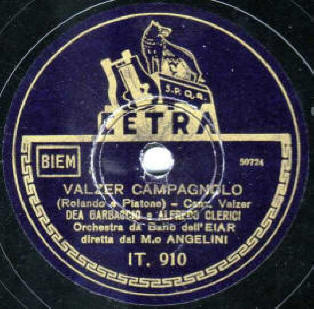 S.P.Q.R.
CETRA
BIEM
50724
VALZER CAMPAGNOLO
(Rolando e Platone) - Canz. Valzer
DEA GARBACCIO e ALFREDO CLERICI
Orchestra da Ballo dell'EIAR
diretta dal M.o ANGELINI
IT. 910